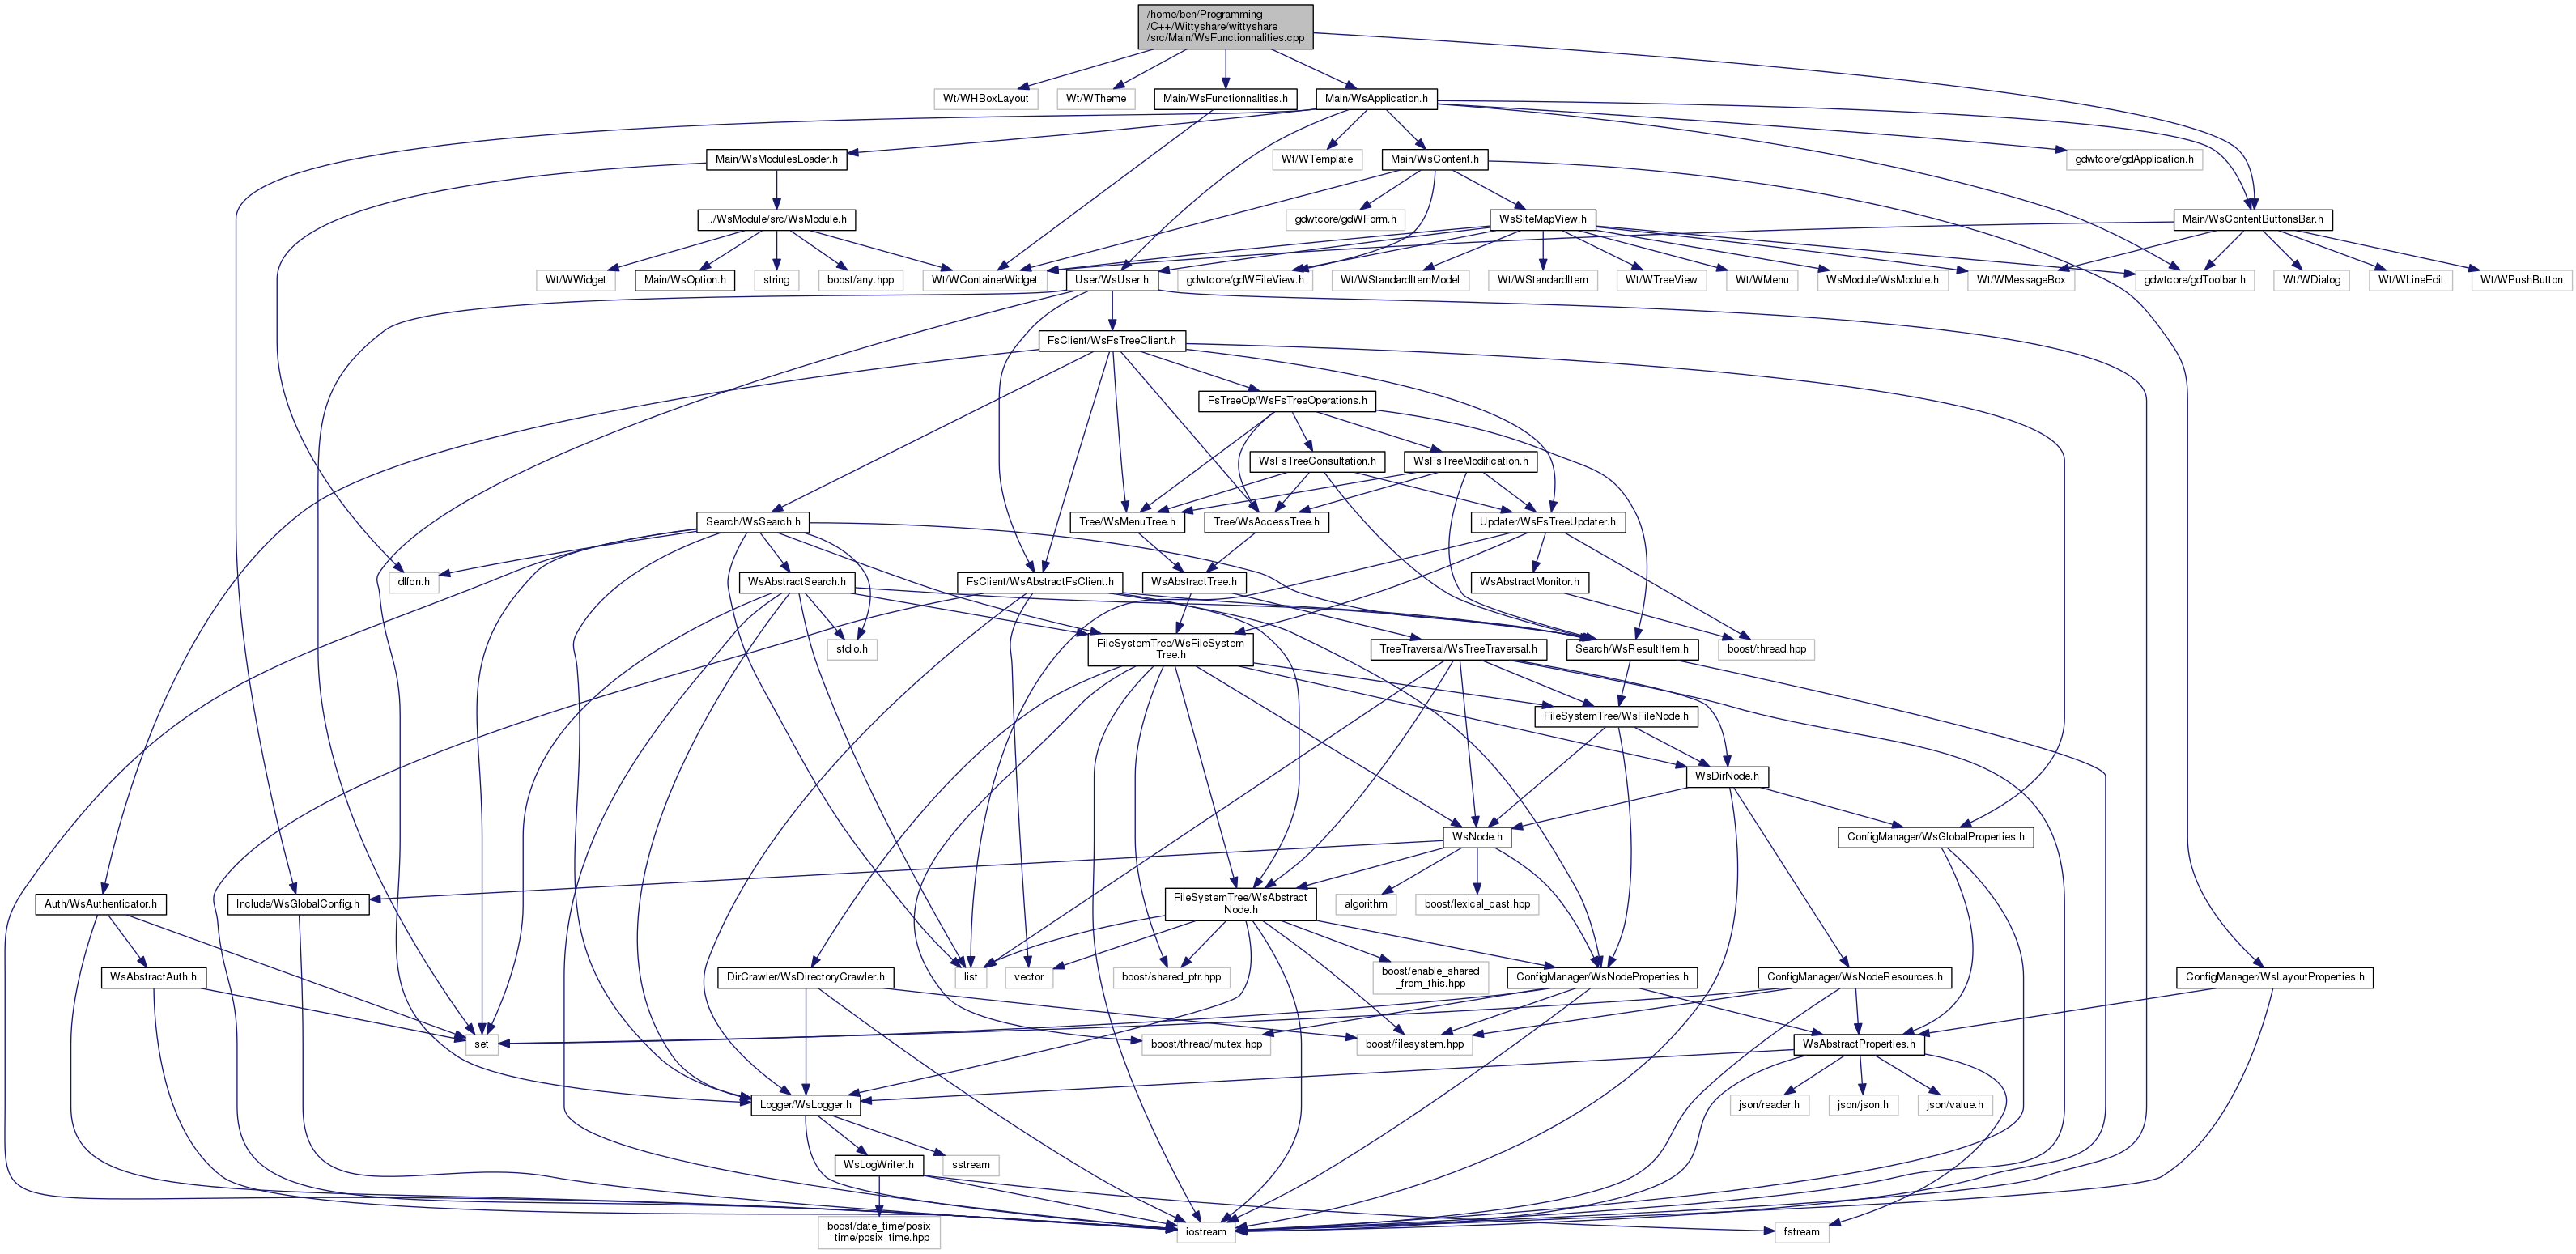 /home/ben/Programming
/C++/Wittyshare/wittyshare
/src/Main/WsFunctionnalities.cpp
Wt/WHBoxLayout
Wt/WTheme
Main/WsFunctionnalities.h
Main/WsApplication.h
Main/WsModulesLoader.h
Wt/WTemplate
Main/WsContent.h
gdwtcore/gdApplication.h
../WsModule/src/WsModule.h
gdwtcore/gdWForm.h
WsSiteMapView.h
Main/WsContentButtonsBar.h
Wt/WWidget
Main/WsOption.h
string
boost/any.hpp
Wt/WContainerWidget
User/WsUser.h
gdwtcore/gdWFileView.h
Wt/WStandardItemModel
Wt/WStandardItem
Wt/WTreeView
Wt/WMenu
WsModule/WsModule.h
Wt/WMessageBox
gdwtcore/gdToolbar.h
Wt/WDialog
Wt/WLineEdit
Wt/WPushButton
FsClient/WsFsTreeClient.h
FsTreeOp/WsFsTreeOperations.h
WsFsTreeConsultation.h
WsFsTreeModification.h
Search/WsSearch.h
Tree/WsMenuTree.h
Tree/WsAccessTree.h
Updater/WsFsTreeUpdater.h
dlfcn.h
WsAbstractSearch.h
FsClient/WsAbstractFsClient.h
WsAbstractTree.h
WsAbstractMonitor.h
stdio.h
FileSystemTree/WsFileSystem
Tree.h
TreeTraversal/WsTreeTraversal.h
Search/WsResultItem.h
boost/thread.hpp
FileSystemTree/WsFileNode.h
WsDirNode.h
WsNode.h
ConfigManager/WsGlobalProperties.h
Auth/WsAuthenticator.h
Include/WsGlobalConfig.h
FileSystemTree/WsAbstract
Node.h
algorithm
boost/lexical_cast.hpp
WsAbstractAuth.h
DirCrawler/WsDirectoryCrawler.h
list
vector
boost/shared_ptr.hpp
boost/enable_shared
_from_this.hpp
ConfigManager/WsNodeProperties.h
ConfigManager/WsNodeResources.h
ConfigManager/WsLayoutProperties.h
set
boost/thread/mutex.hpp
boost/filesystem.hpp
WsAbstractProperties.h
Logger/WsLogger.h
json/reader.h
json/json.h
json/value.h
WsLogWriter.h
sstream
boost/date_time/posix
_time/posix_time.hpp
iostream
fstream